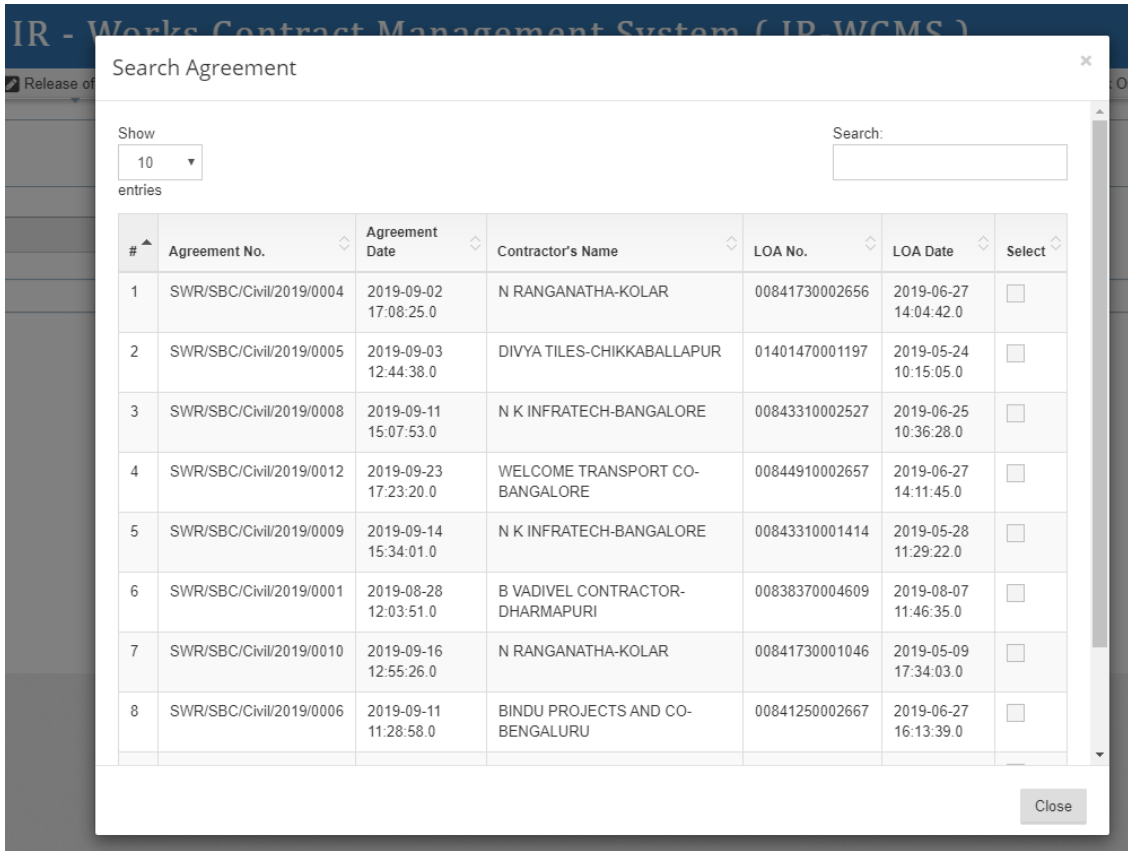 IR - Works Contract Management System ( IR-WCMS )
Release of
Search Agreement
×
Show
Search:
10
entries
# Agreement No. Agreement Date Contractor's Name LOA No. LOA Date Select
1 SWR/SBC/Civil/2019/0004 2019-09-02 N RANGANATHA-KOLAR 00841730002656 2019-06-27
17:08:25.0 14:04:42.0
2 SWR/SBC/Civil/2019/0005 2019-09-03 DIVYA TILES-CHIKKABALLAPUR 01401470001197 2019-05-24
12:44:38.0 10:15:05.0
3 SWR/SBC/Civil/2019/0008 2019-09-11 N K INFRATECH-BANGALORE 00843310002527 2019-06-25
15:07:53.0 10:36:28.0
4 SWR/SBC/Civil/2019/0012 2019-09-23 WELCOME TRANSPORT CO- 00844910002657 2019-06-27
17:23:20.0 BANGALORE 14:11:45.0
5 SWR/SBC/Civil/2019/0009 2019-09-14 N K INFRATECH-BANGALORE 00843310001414 2019-05-28
15:34:01.0 11:29:22.0
6 SWR/SBC/Civil/2019/0001 2019-08-28 B VADIVEL CONTRACTOR- 00838370004609 2019-08-07
12:03:51.0 DHARMAPURI 11:46:35.0
7 SWR/SBC/Civil/2019/0010 2019-09-16 N RANGANATHA-KOLAR 00841730001046 2019-05-09
12:55:26.0 17:34:03.0
8 SWR/SBC/Civil/2019/0006 2019-09-11 BINDU PROJECTS AND CO- 00841250002667 2019-06-27
11:28:58.0 BENGALURU 16:13:39.0
Close